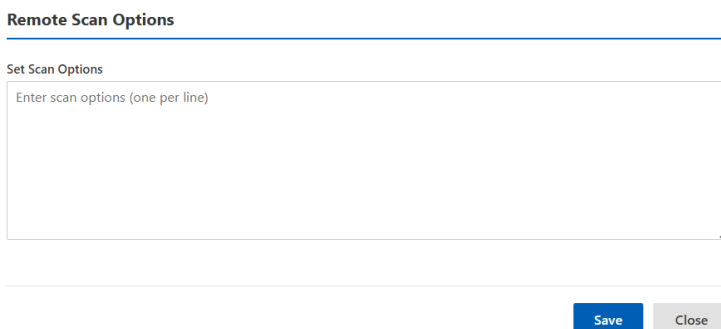 Remote Scan Options
Set Scan Options
Enter scan options (one per line)
Save Close